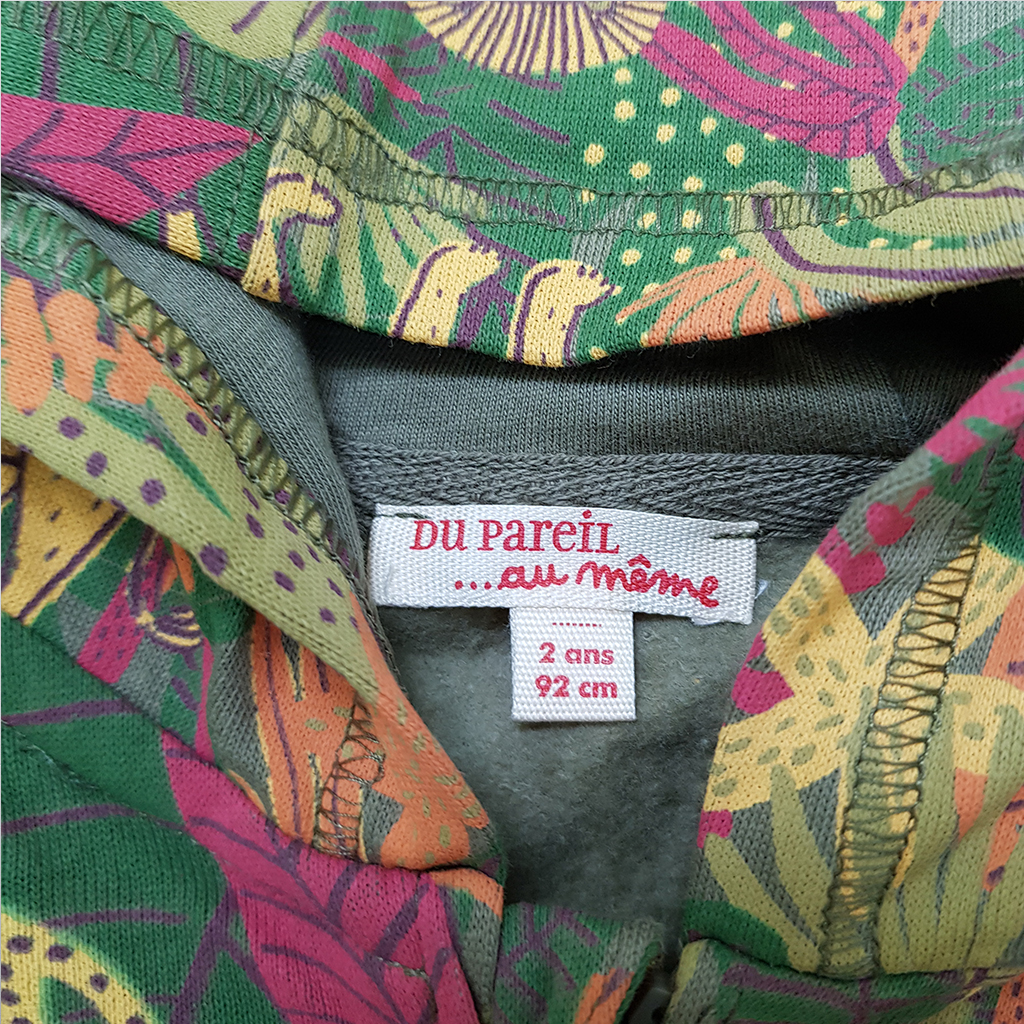 DU PAREIL
...au même
2 ans
92 cm